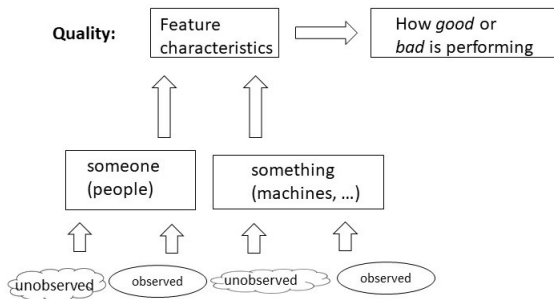 Quality:
Feature
characteristics
How good or
bad is performing
someone
(people)
something
(machines, ...)
unobserved
observed
unobserved
observed